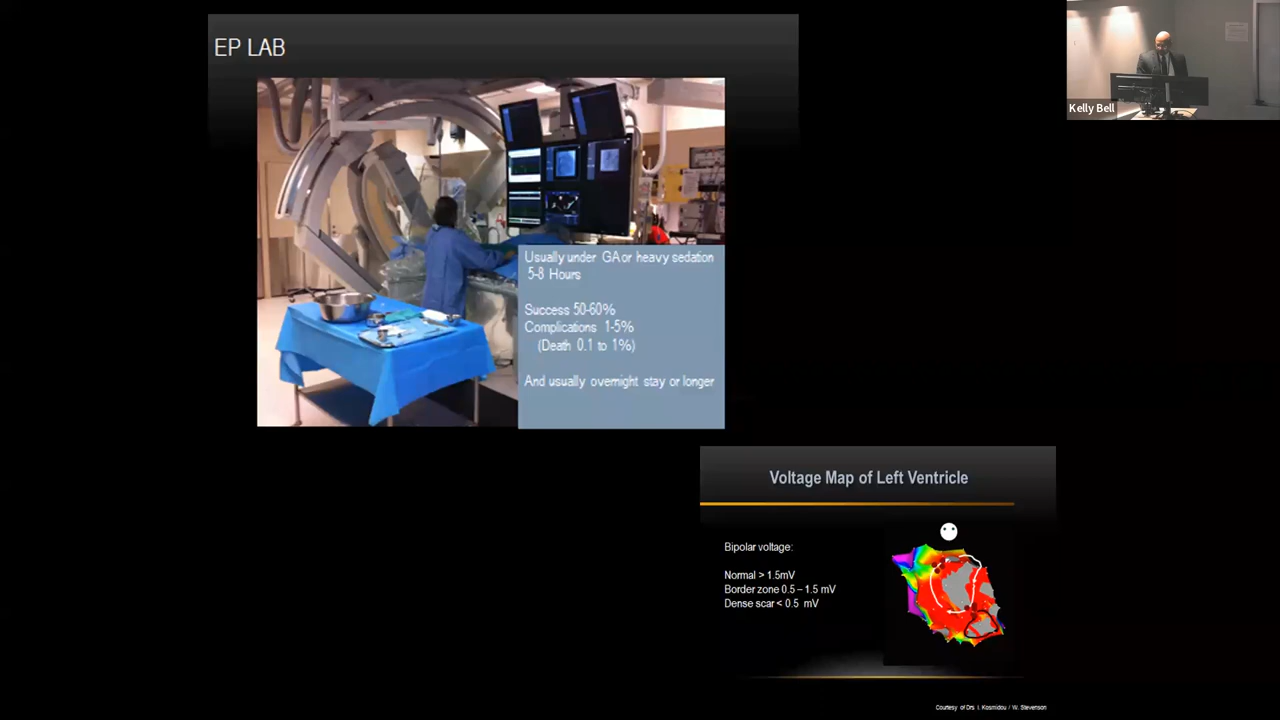 EP LAB
Kelly Bell
Usually under GA or heavy sedation
5-8 Hours
Success 50-60%
Complications 1-5%
(Death 0.1 to 1%)
And usually overnight stay or longer
Voltage Map of Left Ventricle
Bipolar voltage:
Normal > 1.5mV
Border zone 0.5 – 1.5 mV
Dense scar < 0.5 mV
Courtesy of Drs. I. Kosmidou / W. Stevenson